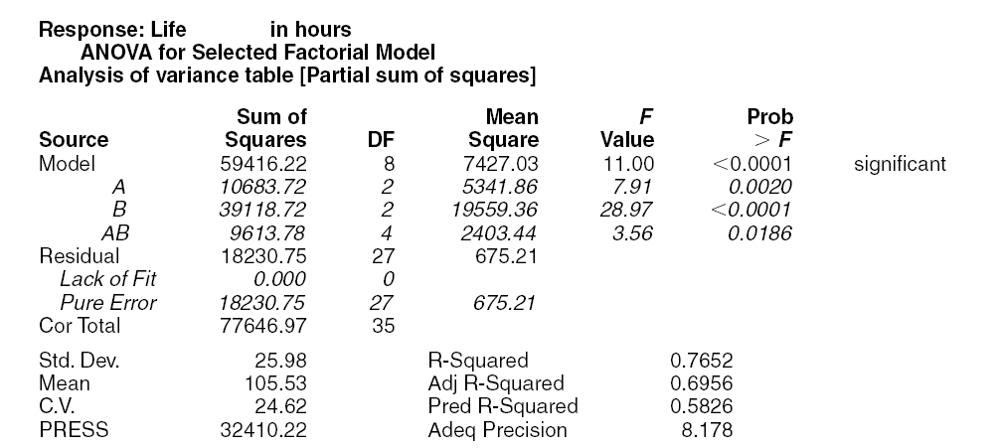 Response: Life in hours
ANOVA for Selected Factorial Model
Analysis of variance table [Partial sum of squares]
Sum of Mean F Prob
Source Squares DF Square Value > F
Model 59416.22 8 7427.03 11.00 <0.0001 significant
A 10683.72 2 5341.86 7.91 0.0020
B 39118.72 2 19559.36 28.97 <0.0001
AB 9613.78 4 2403.44 3.56 0.0186
Residual 18230.75 27 675.21
Lack of Fit 0.000 0
Pure Error 18230.75 27 675.21
Cor Total 77646.97 35
Std. Dev. 25.98 R-Squared 0.7652
Mean 105.53 Adj R-Squared 0.6956
C.V. 24.62 Pred R-Squared 0.5826
PRESS 32410.22 Adeq Precision 8.178